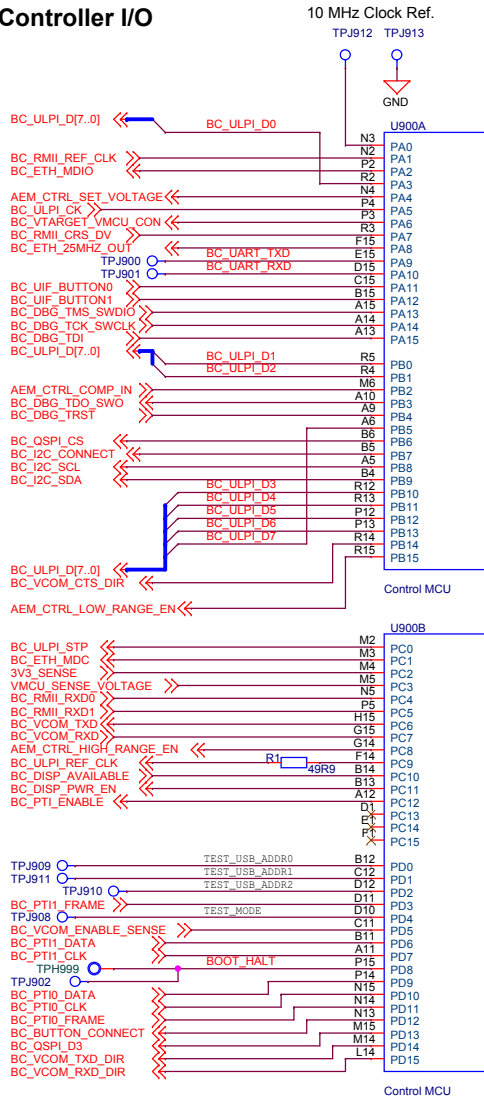 Controller I/O
10 MHz Clock Ref.
TPJ912 TPJ913
GND
U900A
BC_ULPI_D[7..0] BC_ULPI_D0 N3 PA0
BC_RMII_REF_CLK N2 PA1
BC_ETH_MDIO P2 PA2
R2 PA3
AEM_CTRL_SET_VOLTAGE N4 PA4
BC_ULPI_CK P4 PA5
BC_VTARGET_VMCU_CON P3 PA6
BC_RMII_CRS_DV R3 PA7
BC_ETH_25MHZ_OUT F15 PA8
TPJ900 BC_UART_TXD E15 PA9
TPJ901 BC_UART_RXD D15 PA10
BC_UIF_BUTTON0 C15 PA11
BC_UIF_BUTTON1 B15 PA12
BC_DBG_TMS_SWDIO A15 PA13
BC_DBG_TCK_SWCLK A14 PA14
BC_DBG_TDI A13 PA15
BC_ULPI_D[7..0]
BC_ULPI_D1 R5 PB0
BC_ULPI_D2 R4 PB1
AEM_CTRL_COMP_IN M6 PB2
BC_DBG_TDO_SWO A10 PB3
BC_DBG_TRST A9 PB4
A6 PB5
BC_QSPI_CS B6 PB6
BC_I2C_CONNECT B5 PB7
BC_I2C_SCL A5 PB8
BC_I2C_SDA B4 PB9
BC_ULPI_D3 R12 PB10
BC_ULPI_D4 R13 PB11
BC_ULPI_D5 P12 PB12
BC_ULPI_D6 P13 PB13
BC_ULPI_D7 R14 PB14
R15 PB15
BC_ULPI_D[7..0]
BC_VCOM_CTS_DIR
Control MCU
AEM_CTRL_LOW_RANGE_EN
U900B
BC_ULPI_STP M2 PC0
BC_ETH_MDC M3 PC1
3V3_SENSE M4 PC2
VMCU_SENSE_VOLTAGE M5 PC3
BC_RMII_RXD0 N5 PC4
BC_RMII_RXD1 P5 PC5
BC_VCOM_TXD H15 PC6
BC_VCOM_RXD G15 PC7
AEM_CTRL_HIGH_RANGE_EN G14 PC8
BC_ULPI_REF_CLK R1 49R9 F14 PC9
BC_DISP_AVAILABLE B14 PC10
BC_DISP_PWR_EN B13 PC11
BC_PTI_ENABLE A12 PC12
D1 PC13
E1 PC14
F1 PC15
TPJ909 TEST_USB_ADDR0 B12 PD0
TPJ911 TEST_USB_ADDR1 C12 PD1
TPJ910 TEST_USB_ADDR2 D12 PD2
BC_PTI1_FRAME D11 PD3
TPJ908 TEST_MODE D10 PD4
BC_VCOM_ENABLE_SENSE C11 PD5
BC_PTI1_DATA B11 PD6
BC_PTI1_CLK A11 PD7
TPH999 BOOT_HALT P15 PD8
TPJ902 P14 PD9
BC_PTI0_DATA N15 PD10
BC_PTI0_CLK N14 PD11
BC_PTI0_FRAME N13 PD12
BC_BUTTON_CONNECT M15 PD13
BC_QSPI_D3 M14 PD14
BC_VCOM_TXD_DIR L14 PD15
BC_VCOM_RXD_DIR
Control MCU